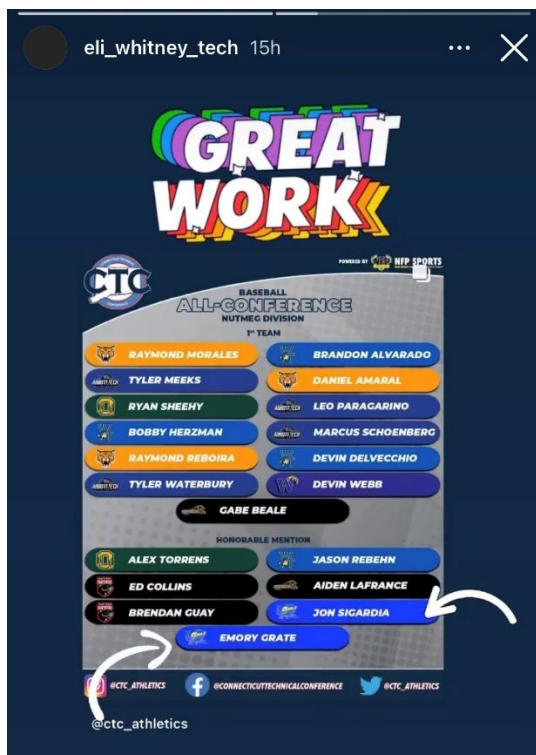 eli_whitney_tech 15h
GREAT
WORK
POWERED BY NFP SPORTS
CTC
BASEBALL
ALL-CONFERENCE
NUTMEG DIVISION
1ST TEAM
RAYMOND MORALES BRANDON ALVARADO
TYLER MEEKS DANIEL AMARAL
RYAN SHEEHY LEO PARAGARINO
BOBBY HERZMAN MARCUS SCHOENBERG
RAYMOND REBOIRA DEVIN DELVECCHIO
TYLER WATERBURY DEVIN WEBB
GABE BEALE
HONORABLE MENTION
ALEX TORRENS JASON REBEHN
ED COLLINS AIDEN LAFRANCE
BRENDAN GUAY JON SIGARDIA
EMORY GRATE
@CTC_ATHLETICS @CONNECTICUTTECHNICALCONFERENCE @CTC_ATHLETICS
@ctc_athletics